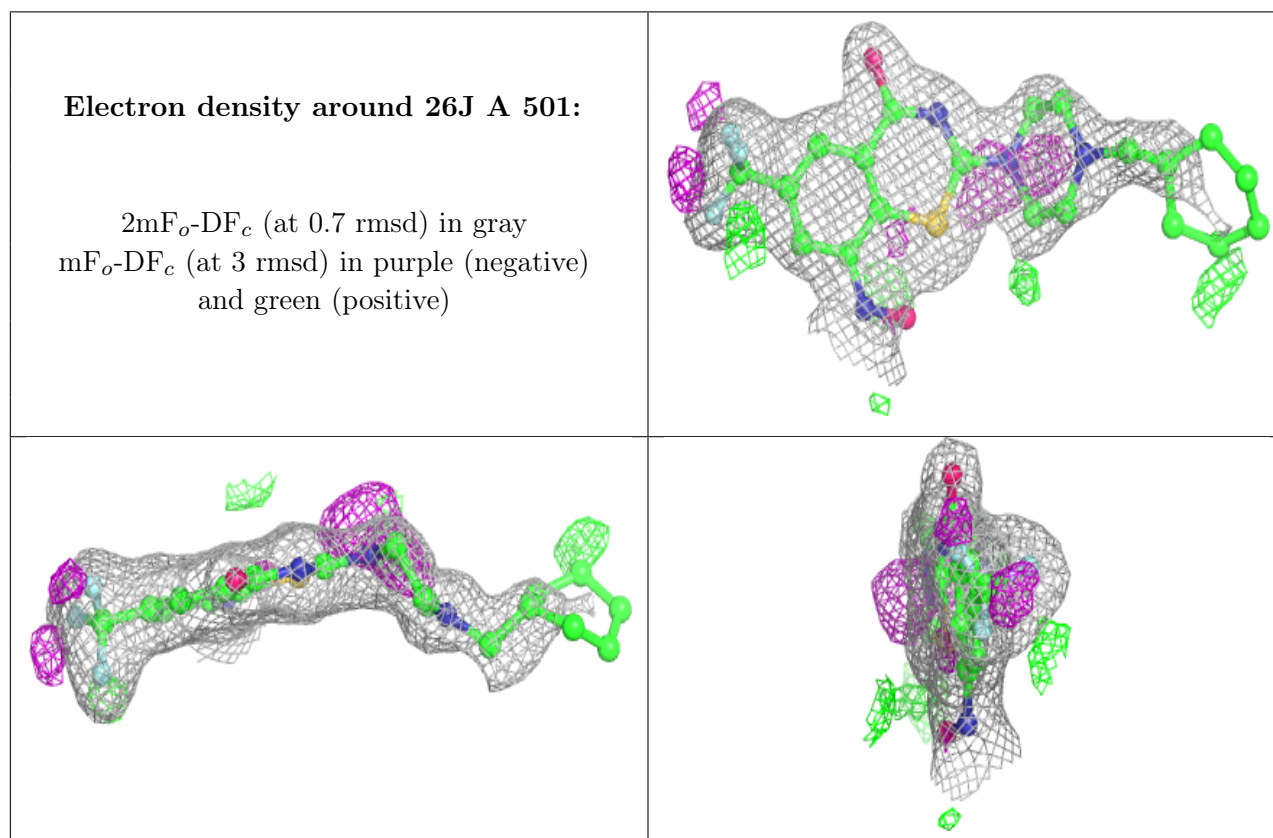 Electron density around 26J A 501:
2mFo-DFc (at 0.7 rmsd) in gray
mFo-DFc (at 3 rmsd) in purple (negative)
and green (positive)